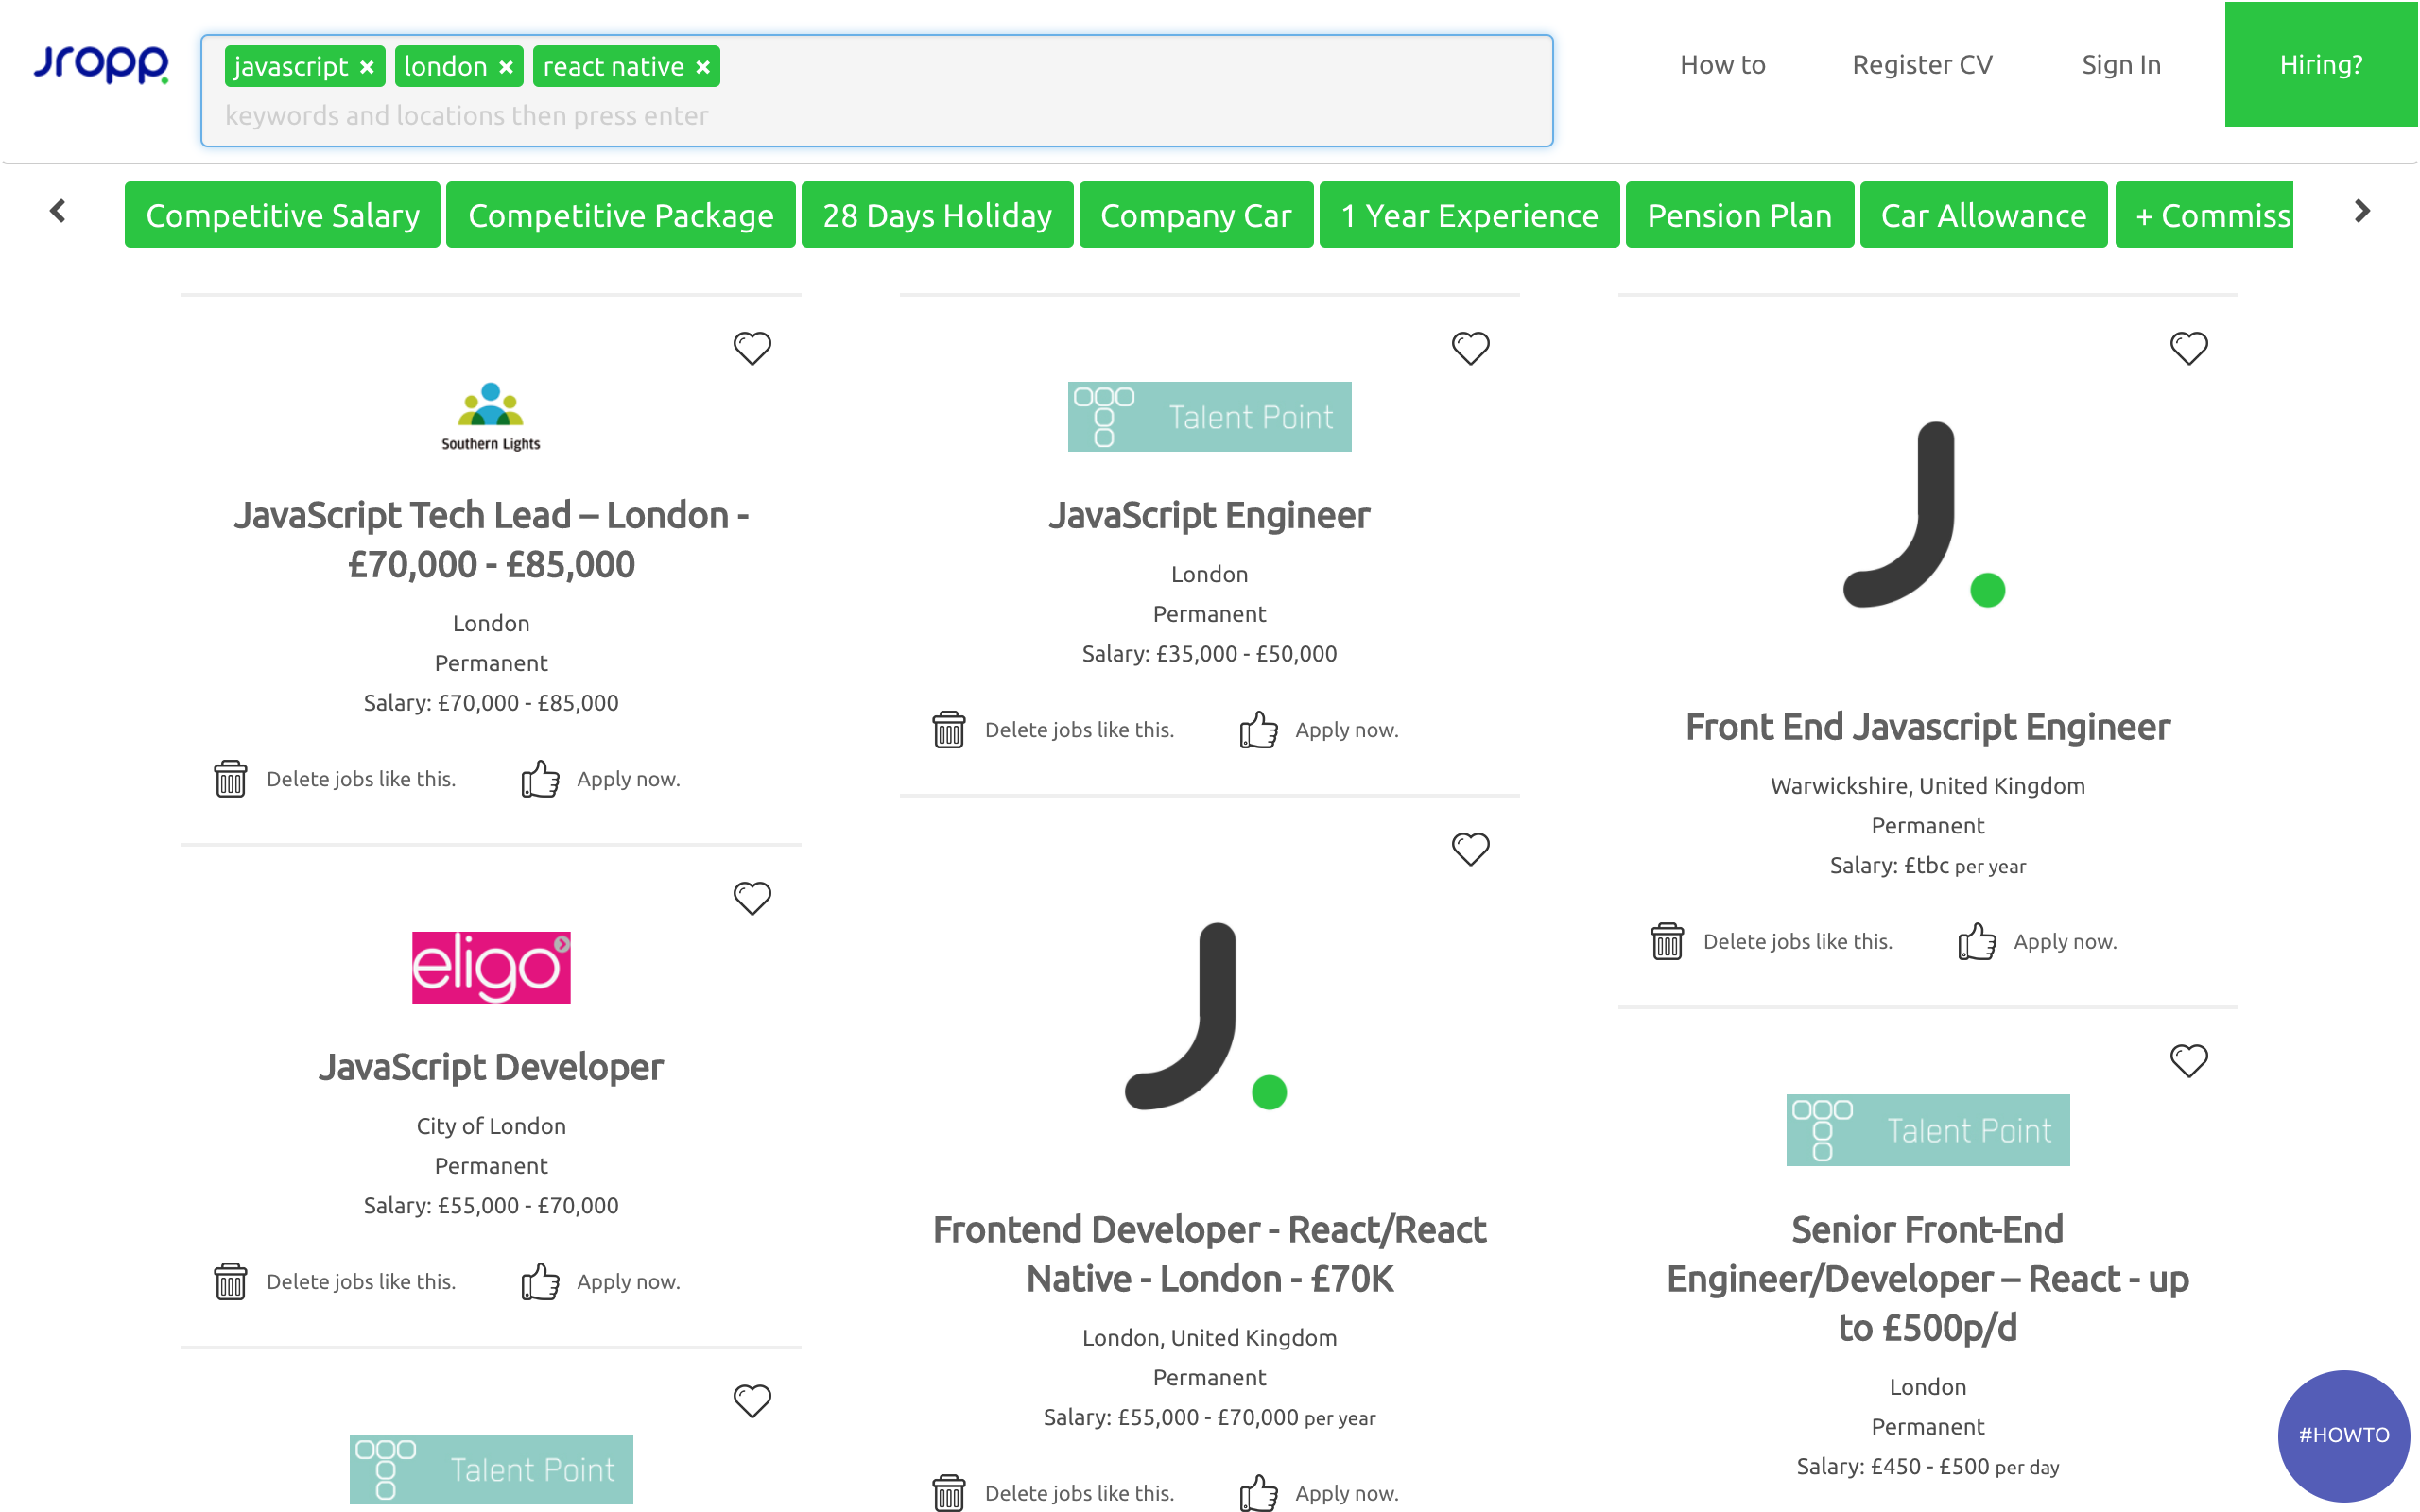 Jropp.
javascript × london × react native ×
keywords and locations then press enter
How to
Register CV
Sign In
Hiring?
Competitive Salary
Competitive Package
28 Days Holiday
Company Car
1 Year Experience
Pension Plan
Car Allowance
+ Commiss
Southern Lights
JavaScript Tech Lead – London -
£70,000 - £85,000
London
Permanent
Salary: £70,000 - £85,000
Delete jobs like this.
Apply now.
eligo
JavaScript Developer
City of London
Permanent
Salary: £55,000 - £70,000
Delete jobs like this.
Apply now.
Talent Point
Talent Point
JavaScript Engineer
London
Permanent
Salary: £35,000 - £50,000
Delete jobs like this.
Apply now.
J.
Frontend Developer - React/React
Native - London - £70K
London, United Kingdom
Permanent
Salary: £55,000 - £70,000 per year
Delete jobs like this.
Apply now.
J.
Front End Javascript Engineer
Warwickshire, United Kingdom
Permanent
Salary: £tbc per year
Delete jobs like this.
Apply now.
Talent Point
Senior Front-End
Engineer/Developer – React - up
to £500p/d
London
Permanent
Salary: £450 - £500 per day
#HOWTO